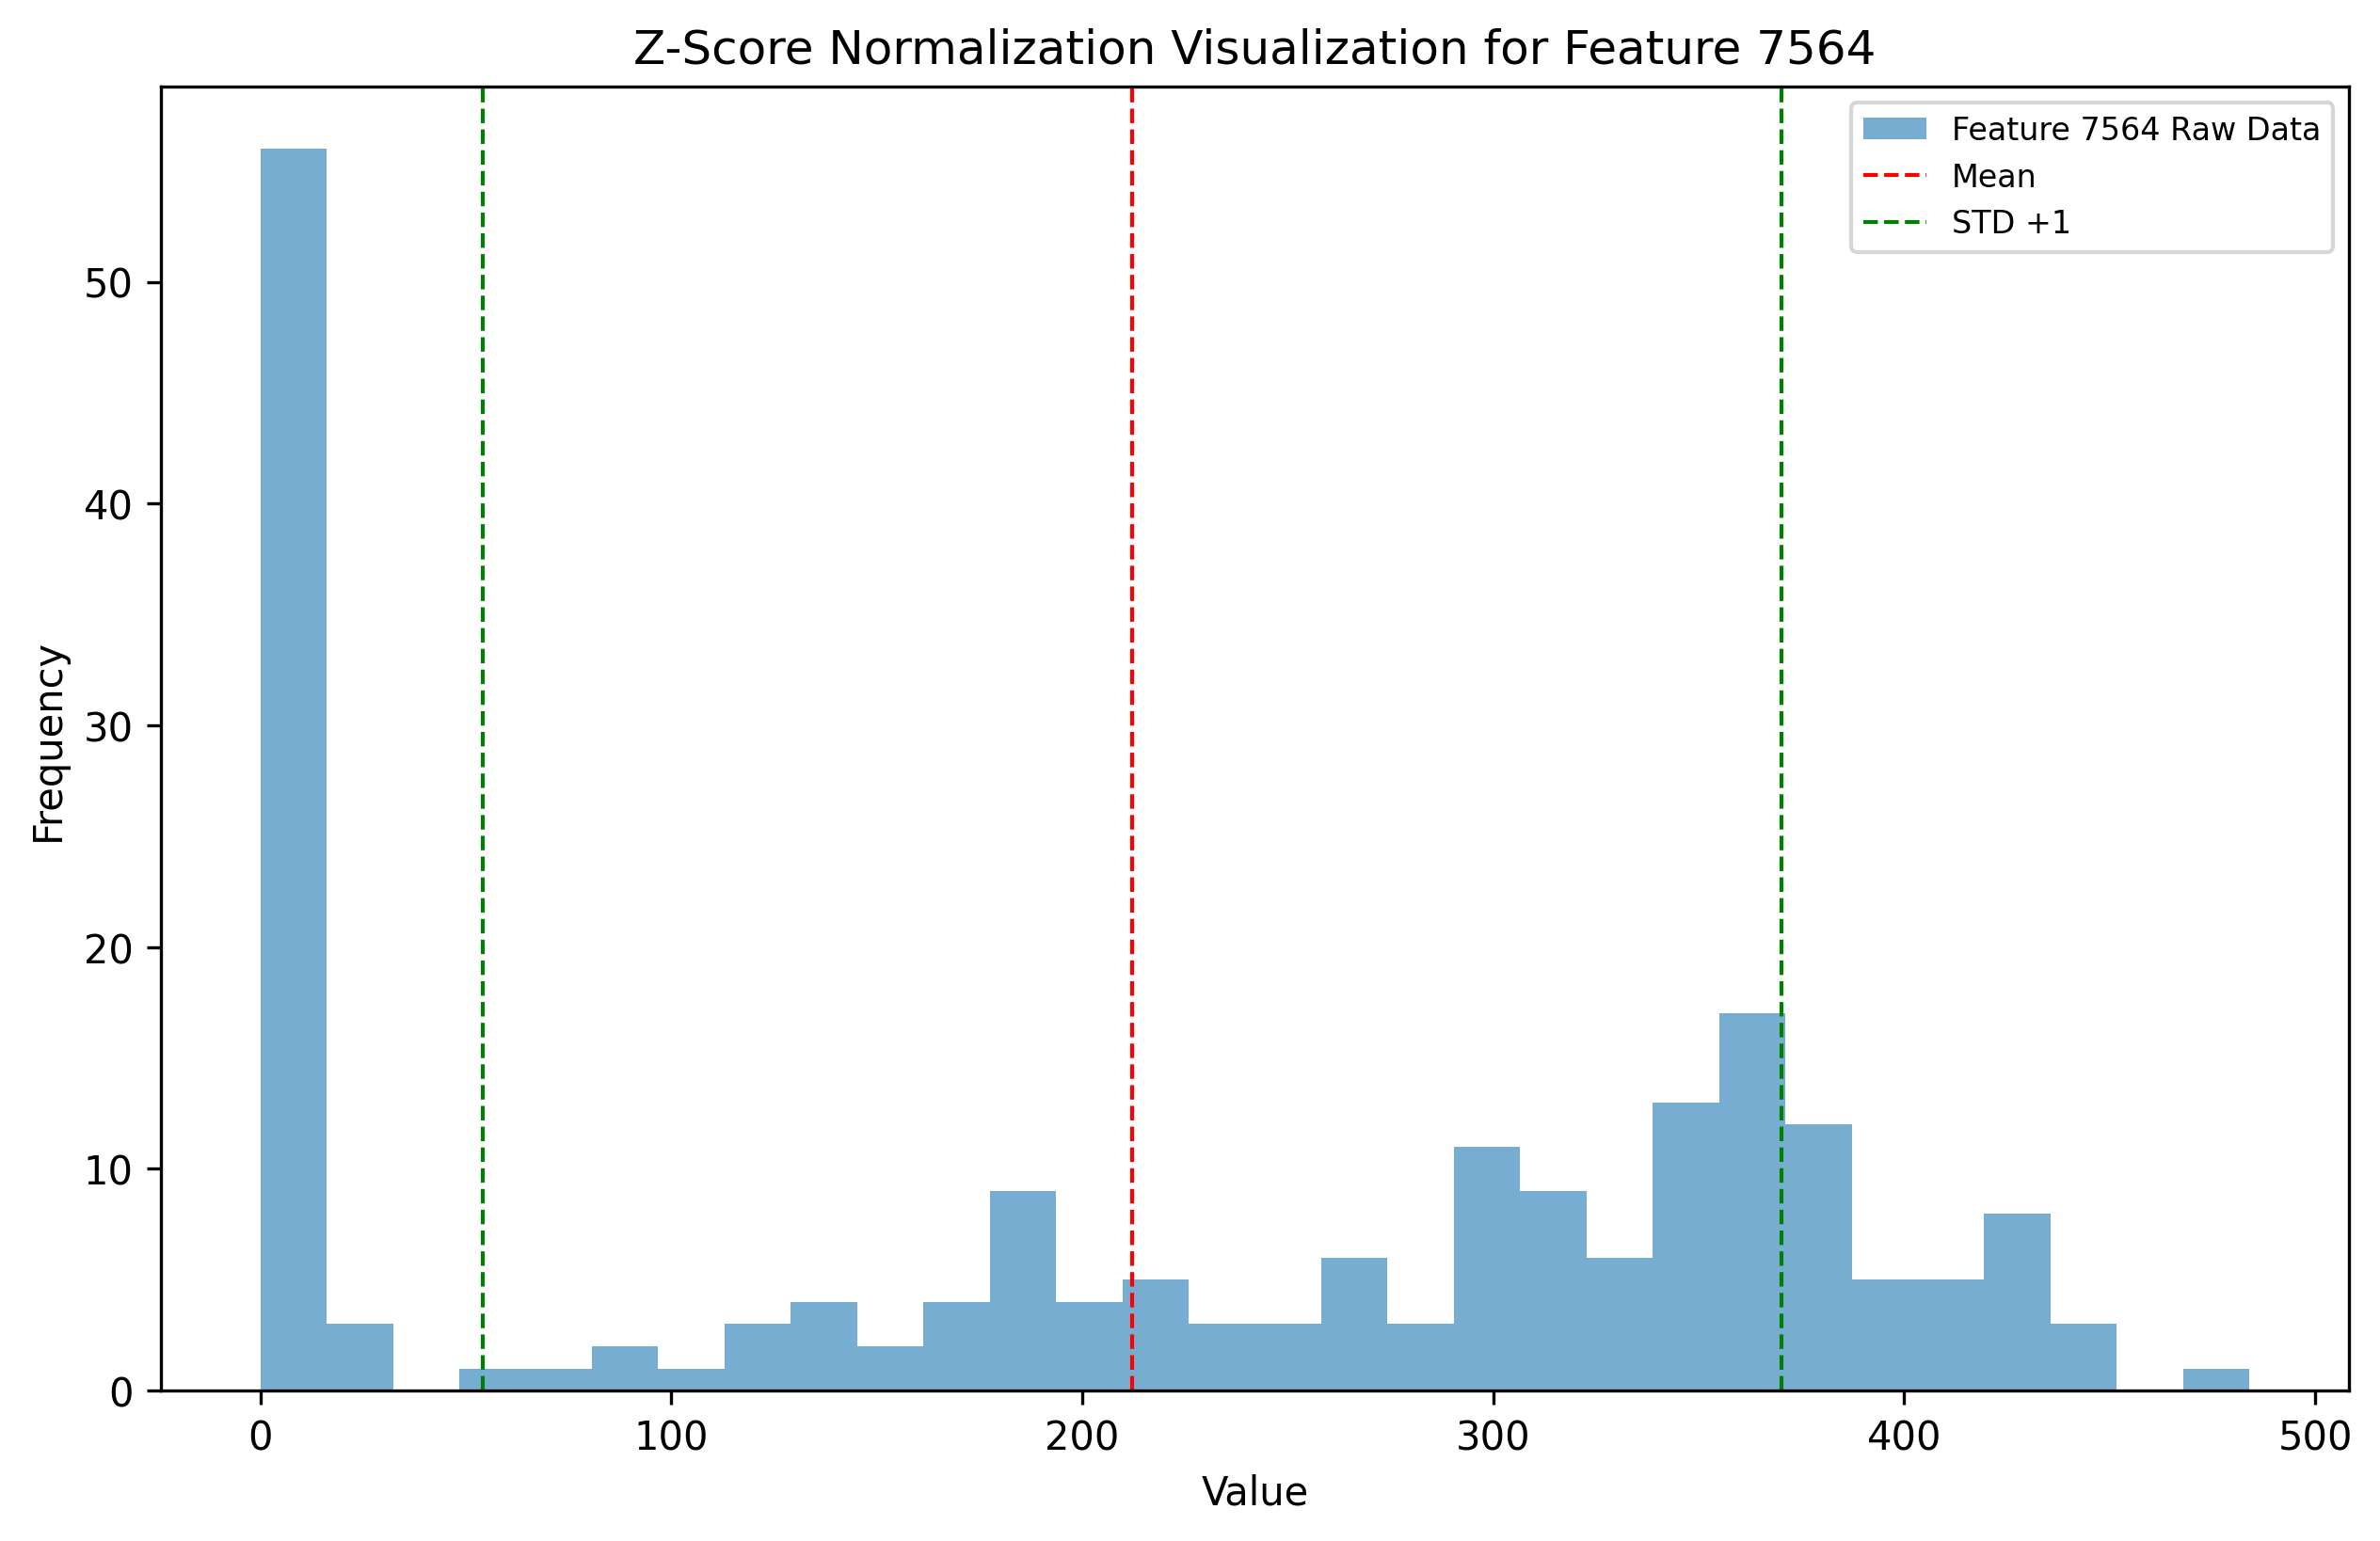 Z-Score Normalization Visualization for Feature 7564
Feature 7564 Raw Data
Mean
STD +1
Frequency
50
40
30
20
10
0
0 100 200 300 400 500
Value